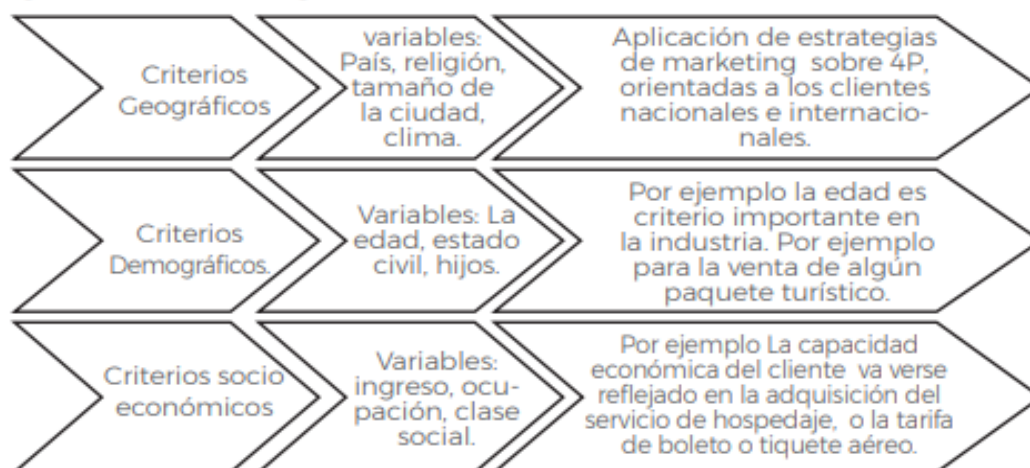 Criterios
Geográficos
variables:
País, religión,
tamaño de
la ciudad,
clima.
Aplicación de estrategias
de marketing sobre 4P,
orientadas a los clientes
nacionales e internacio-
nales.
Criterios
Demográficos.
Variables: La
edad, estado
civil, hijos.
Por ejemplo la edad es
criterio importante en
la industria. Por ejemplo
para la venta de algún
paquete turístico.
Criterios socio
económicos
Variables:
ingreso, ocu-
pación, clase
social.
Por ejemplo La capacidad
económica del cliente va verse
reflejado en la adquisición del
servicio de hospedaje, o la tarifa
de boleto o tiquete aéreo.